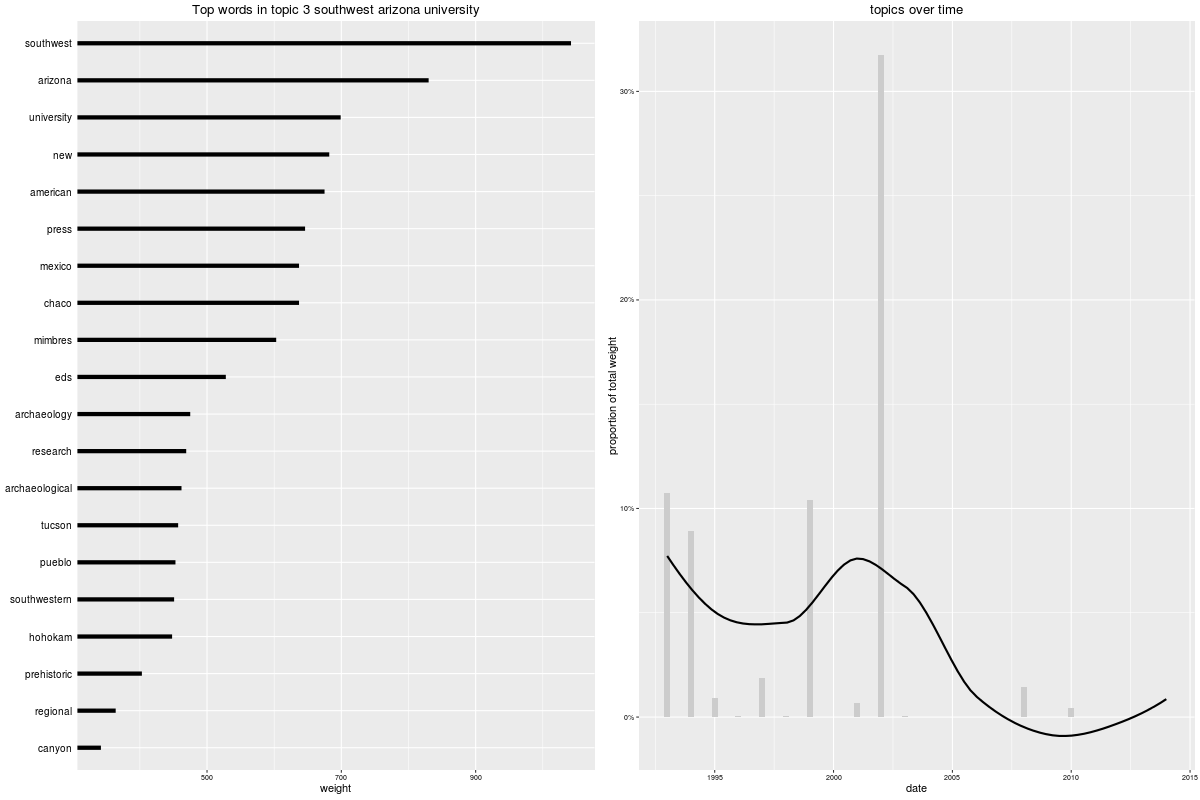 Top words in topic 3 southwest arizona university
southwest
arizona
university
new
american
press
mexico
chaco
mimbres
eds
archaeology
research
archaeological
tucson
pueblo
southwestern
hohokam
prehistoric
regional
canyon
500 700 900
weight
topics over time
proportion of total weight
30%
20%
10%
0%
1995 2000 2005 2010 2015
date